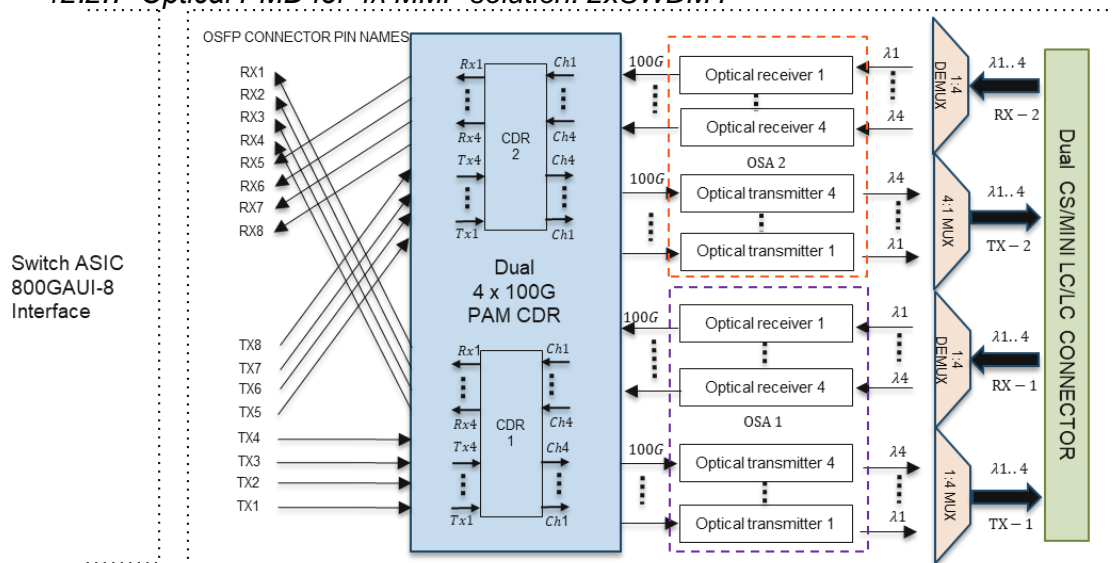 OSFP CONNECTOR PIN NAMES
RX1
RX2
RX3
RX4
RX5
RX6
RX7
RX8
Switch ASIC
800GAUI-8
Interface
TX8
TX7
TX6
TX5
TX4
TX3
TX2
TX1
Rx1
Ch1
Rx4
Ch4
CDR
2
Tx4
Ch4
Tx1
Ch1
Dual
4 x 100G
PAM CDR
Rx1
Ch1
Rx4
Ch4
CDR
1
Tx4
Ch4
Tx1
Ch1
100G
Optical receiver 1
λ1
Optical receiver 4
λ4
OSA 2
100G
Optical transmitter 4
λ4
Optical transmitter 1
λ1
100G
Optical receiver 1
λ1
Optical receiver 4
λ4
OSA 1
100G
Optical transmitter 4
λ4
Optical transmitter 1
λ1
1:4
DEMUX
λ1.. 4
RX − 2
4:1 MUX
λ1.. 4
TX − 2
1:4
DEMUX
λ1.. 4
RX − 1
1:4 MUX
λ1.. 4
TX − 1
Dual CS/MINI LC/LC CONNECTOR